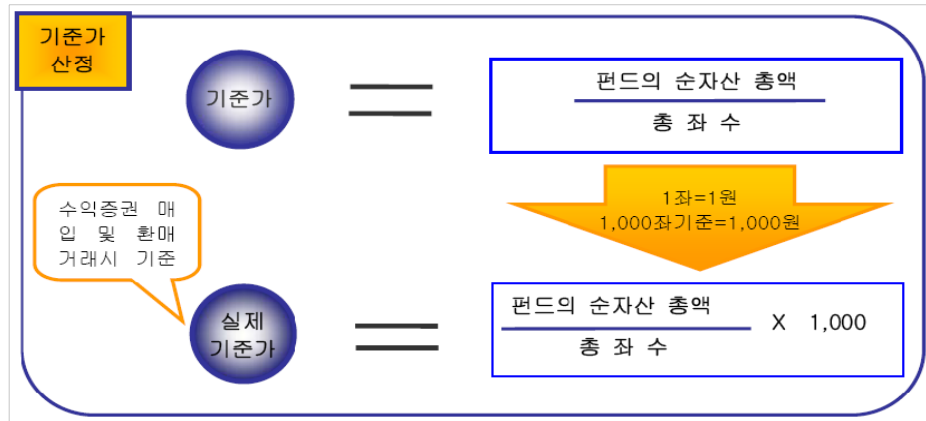 기준가
산정
기준가
펀드의 순자산 총액
총 좌 수
1좌=1원
1,000좌기준=1,000원
수익증권 매
입 및 환매
거래시 기준
실제
기준가
펀드의 순자산 총액
총 좌 수
X 1,000